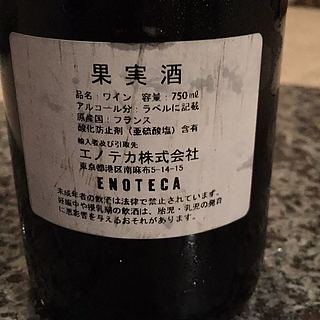 果実酒
品名：ワイン 容量：750mℓ
アルコール分：ラベルに記載
原産国：フランス
酸化防止剤（亜硫酸塩）含有
輸入者及び引取先
エノテカ株式会社
東京都港区南麻布5-14-15
ENOTECA
未成年者の飲酒は法律で禁止されています。
妊娠中や授乳期の飲酒は、胎児・乳児の発育
に悪影響を与えるおそれがあります。